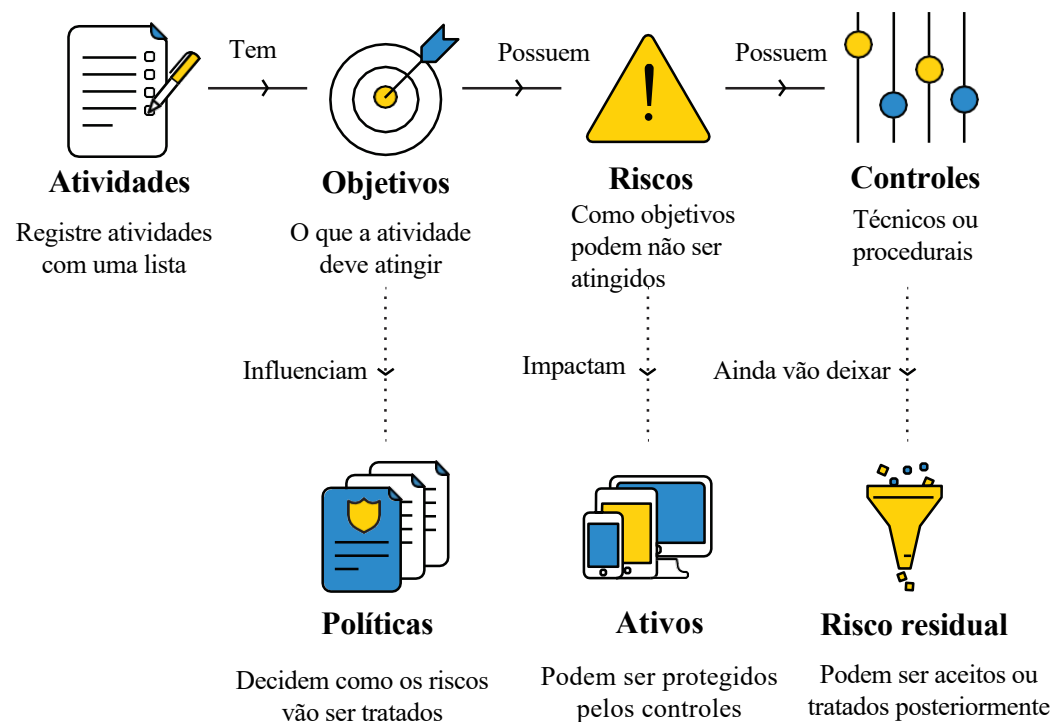 Tem
Possuem
Possuem
Atividades
Objetivos
Riscos
Controles
Registre atividades
com uma lista
O que a atividade
deve atingir
Como objetivos
podem não ser
atingidos
Técnicos ou
procedurais
Influenciam
Impactam
Ainda vão deixar
Políticas
Ativos
Risco residual
Decidem como os riscos
vão ser tratados
Podem ser protegidos
pelos controles
Podem ser aceitos ou
tratados posteriormente